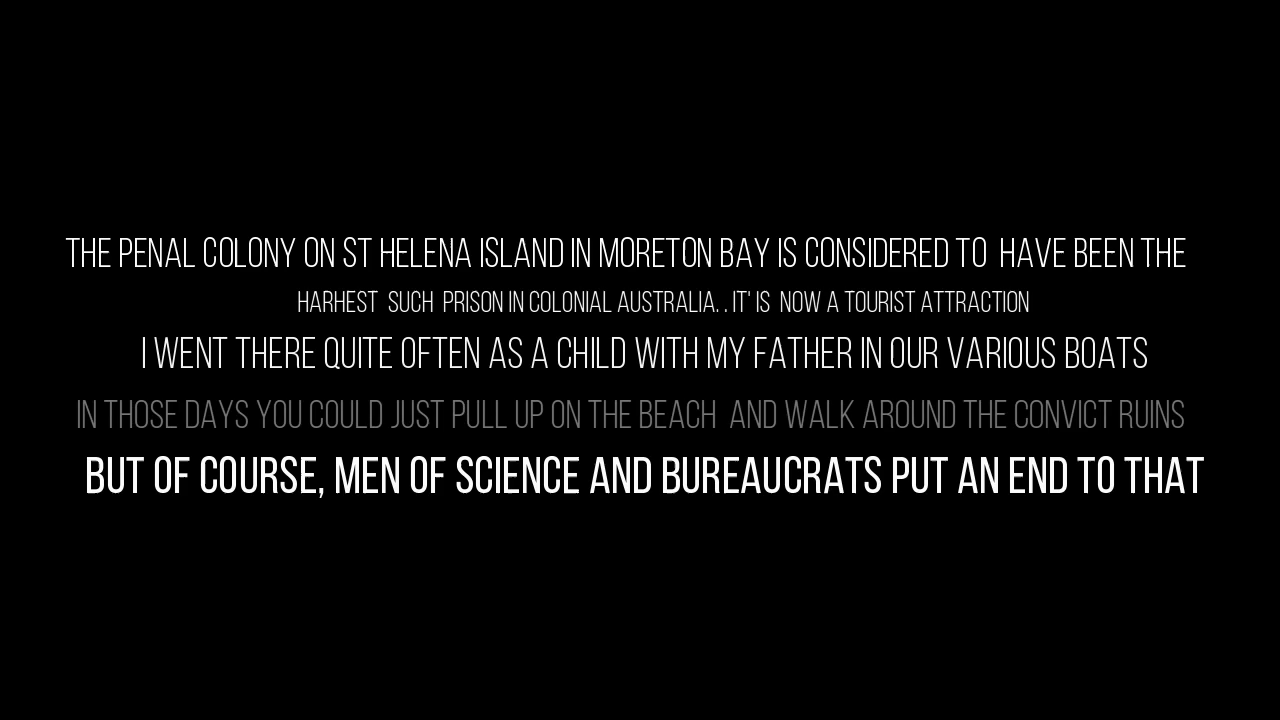 THE PENAL COLONY ON ST HELENA ISLAND IN MORETON BAY IS CONSIDERED TO HAVE BEEN THE
HARHEST SUCH PRISON IN COLONIAL AUSTRALIA. . IT' IS NOW A TOURIST ATTRACTION
I WENT THERE QUITE OFTEN AS A CHILD WITH MY FATHER IN OUR VARIOUS BOATS
IN THOSE DAYS YOU COULD JUST PULL UP ON THE BEACH AND WALK AROUND THE CONVICT RUINS
BUT OF COURSE, MEN OF SCIENCE AND BUREAUCRATS PUT AN END TO THAT